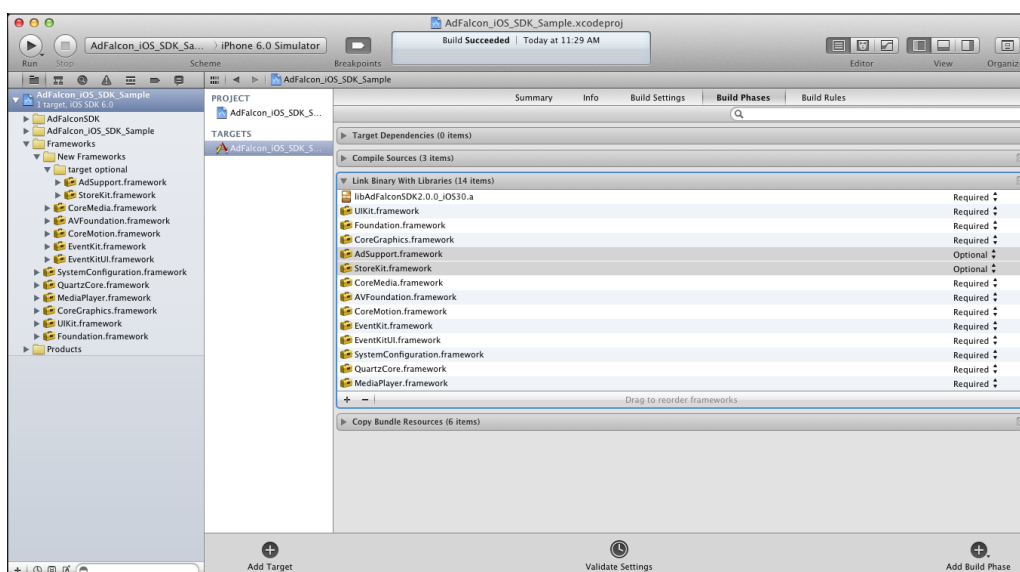 AdFalcon_iOS_SDK_Sample.xcodeproj
AdFalcon_iOS_SDK_Sa... iPhone 6.0 Simulator
Build Succeeded Today at 11:29 AM
Run Stop Scheme Breakpoints Editor View Organiz
AdFalcon_iOS_SDK_Sample
AdFalcon_iOS_SDK_Sample
1 target, iOS SDK 6.0
AdFalconSDK
AdFalcon_iOS_SDK_Sample
Frameworks
New Frameworks
target optional
AdSupport.framework
StoreKit.framework
CoreMedia.framework
AVFoundation.framework
CoreMotion.framework
EventKit.framework
EventKitUI.framework
SystemConfiguration.framework
QuartzCore.framework
MediaPlayer.framework
CoreGraphics.framework
UIKit.framework
Foundation.framework
Products
PROJECT
AdFalcon_iOS_SDK_S...
TARGETS
AdFalcon_iOS_SDK_S...
Summary Info Build Settings Build Phases Build Rules
Target Dependencies (0 items)
Compile Sources (3 items)
Link Binary With Libraries (14 items)
libAdFalconSDK2.0.0_iOS30.a Required
UIKit.framework Required
Foundation.framework Required
CoreGraphics.framework Required
AdSupport.framework Optional
StoreKit.framework Optional
CoreMedia.framework Required
AVFoundation.framework Required
CoreMotion.framework Required
EventKit.framework Required
EventKitUI.framework Required
SystemConfiguration.framework Required
QuartzCore.framework Required
MediaPlayer.framework Required
+ - Drag to reorder frameworks
Copy Bundle Resources (6 items)
Add Target Validate Settings Add Build Phase